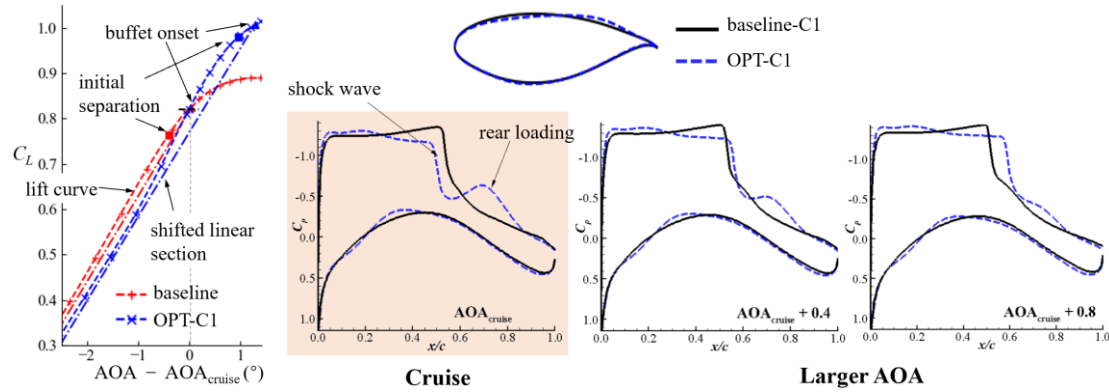 1.0
0.9
0.8
C_L
0.7
0.6
0.5
0.4
0.3
-2
-1
0
1
AOA − AOA_cruise (°)
buffet onset
initial
separation
lift curve
shifted linear
section
baseline
OPT-C1
baseline-C1
OPT-C1
shock wave
rear loading
-1.0
-0.5
C_p
0.0
0.5
1.0
0.0
0.2
0.4
0.6
0.8
1.0
x/c
AOA_cruise
Cruise
-1.0
-0.5
C_p
0.0
0.5
1.0
0.0
0.2
0.4
0.6
0.8
1.0
x/c
AOA_cruise + 0.4
-1.0
-0.5
C_p
0.0
0.5
1.0
0.0
0.2
0.4
0.6
0.8
1.0
x/c
AOA_cruise + 0.8
Larger AOA